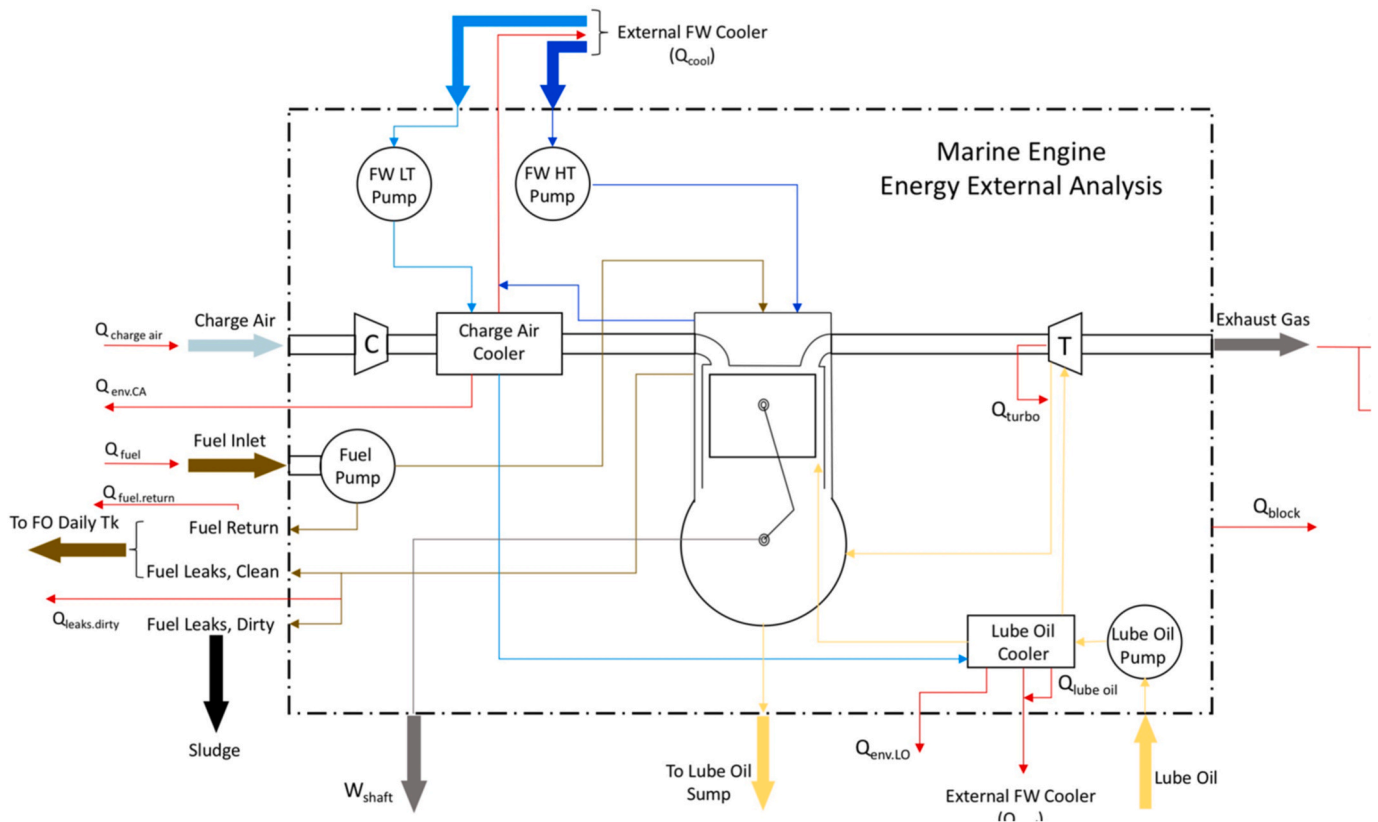 External FW Cooler
(Qcool)
Marine Engine
Energy External Analysis
FW LT
Pump
FW HT
Pump
Charge Air
Qcharge air
C
Charge Air
Cooler
T
Exhaust Gas
Qenv.CA
Qturbo
Fuel Inlet
Qfuel
Fuel
Pump
Qfuel.return
To FO Daily Tk
Fuel Return
Qblock
Fuel Leaks, Clean
Qleaks.dirty
Fuel Leaks, Dirty
Lube Oil
Cooler
Lube Oil
Pump
Qlube oil
Sludge
Wshaft
To Lube Oil
Sump
Qenv.LO
Lube Oil
External FW Cooler